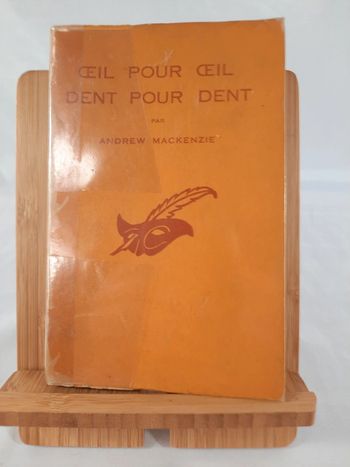 ŒIL POUR ŒIL
DENT POUR DENT
PAR
ANDREW MACKENZIE